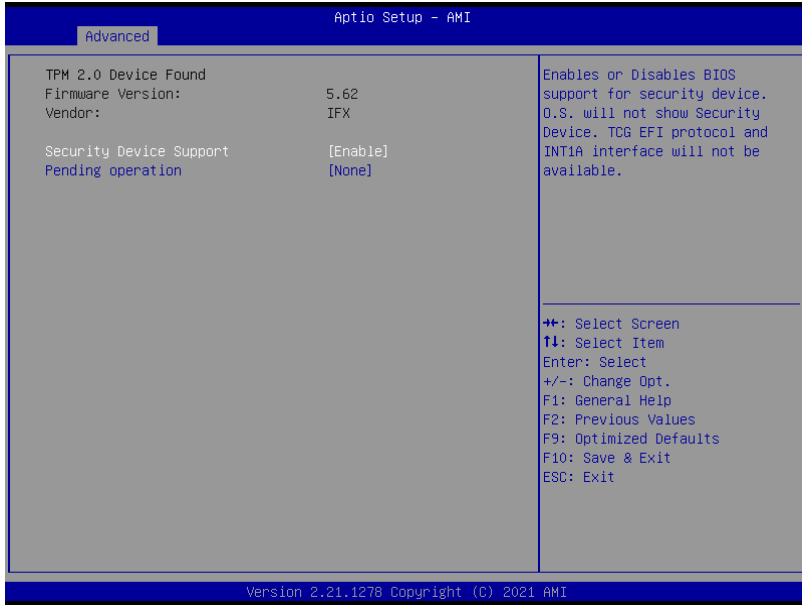 Aptio Setup – AMI
Advanced
TPM 2.0 Device Found
Firmware Version: 5.62
Vendor: IFX
Security Device Support [Enable]
Pending operation [None]
Enables or Disables BIOS
support for security device.
O.S. will not show Security
Device. TCG EFI protocol and
INT1A interface will not be
available.
→←: Select Screen
↑↓: Select Item
Enter: Select
+/-: Change Opt.
F1: General Help
F2: Previous Values
F9: Optimized Defaults
F10: Save & Exit
ESC: Exit
Version 2.21.1278 Copyright (C) 2021 AMI